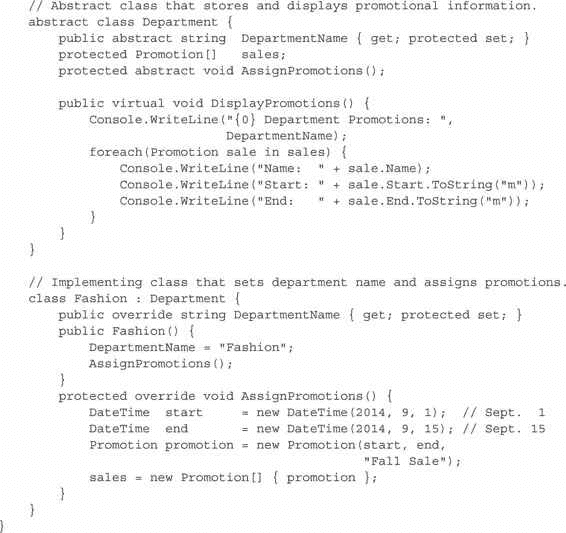 // Abstract class that stores and displays promotional information.
abstract class Department {
    public abstract string  DepartmentName { get; protected set; }
    protected Promotion[]   sales;
    protected abstract void AssignPromotions();

    public virtual void DisplayPromotions() {
        Console.WriteLine("{0} Department Promotions: ",
                          DepartmentName);
        foreach(Promotion sale in sales) {
            Console.WriteLine("Name:  " + sale.Name);
            Console.WriteLine("Start: " + sale.Start.ToString("m"));
            Console.WriteLine("End:   " + sale.End.ToString("m"));
        }
    }
}

// Implementing class that sets department name and assigns promotions.
class Fashion : Department {
    public override string DepartmentName { get; protected set; }
    public Fashion() {
        DepartmentName = "Fashion";
        AssignPromotions();
    }
    protected override void AssignPromotions() {
        DateTime  start     = new DateTime(2014, 9, 1);  // Sept.  1
        DateTime  end       = new DateTime(2014, 9, 15); // Sept. 15
        Promotion promotion = new Promotion(start, end,
                                            "Fall Sale");
        sales = new Promotion[] { promotion };
    }
}
}